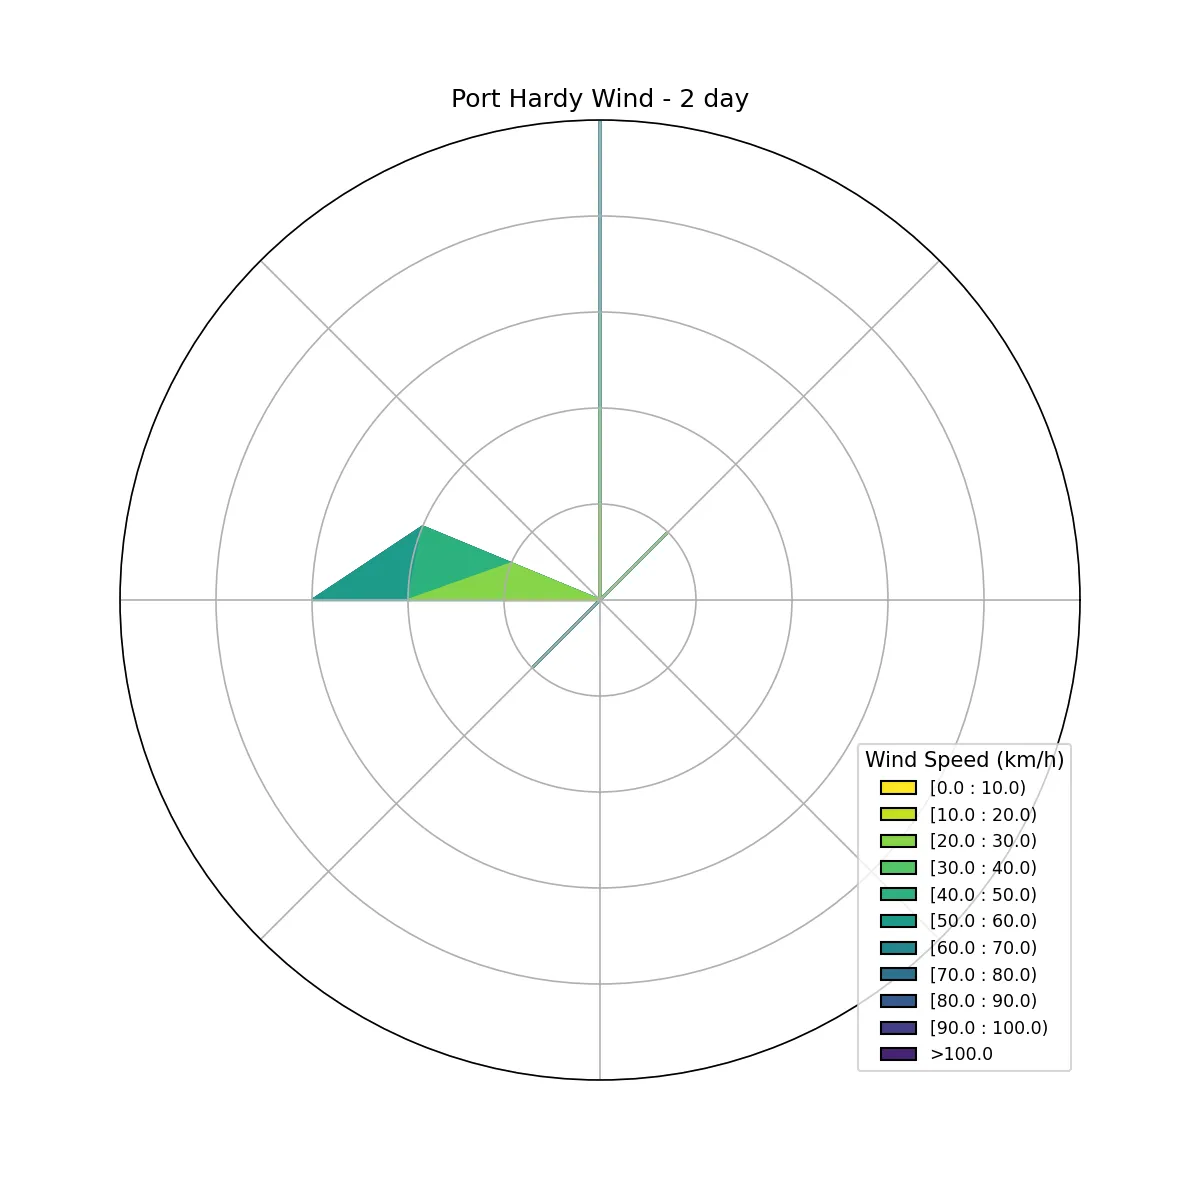 Port Hardy Wind - 2 day
Wind Speed (km/h)
[0.0 : 10.0)
[10.0 : 20.0)
[20.0 : 30.0)
[30.0 : 40.0)
[40.0 : 50.0)
[50.0 : 60.0)
[60.0 : 70.0)
[70.0 : 80.0)
[80.0 : 90.0)
[90.0 : 100.0)
>100.0